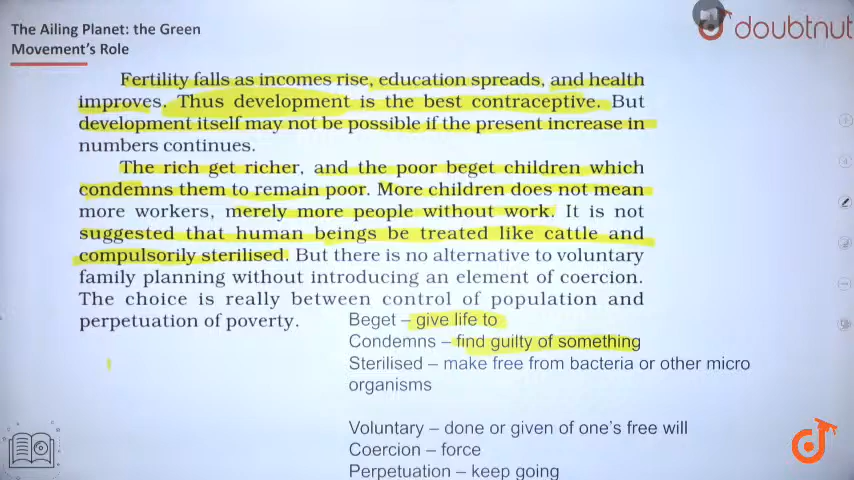 The Ailing Planet: the Green
Movement's Role
doubtnut
Fertility falls as incomes rise, education spreads, and health
improves. Thus development is the best contraceptive. But
development itself may not be possible if the present increase in
numbers continues.
The rich get richer, and the poor beget children which
condemns them to remain poor. More children does not mean
more workers, merely more people without work. It is not
suggested that human beings be treated like cattle and
compulsorily sterilised. But there is no alternative to voluntary
family planning without introducing an element of coercion.
The choice is really between control of population and
perpetuation of poverty.
Beget – give life to
Condemns – find guilty of something
Sterilised – make free from bacteria or other micro
organisms
Voluntary – done or given of one's free will
Coercion – force
Perpetuation – keep going